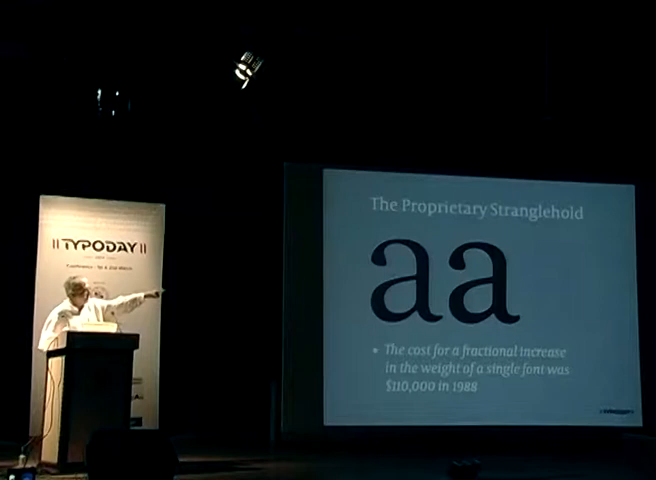 ||TYPODAY||
The Proprietary Stranglehold
aa
• The cost for a fractional increase
in the weight of a single font was
$110,000 in 1988
TYPODAY